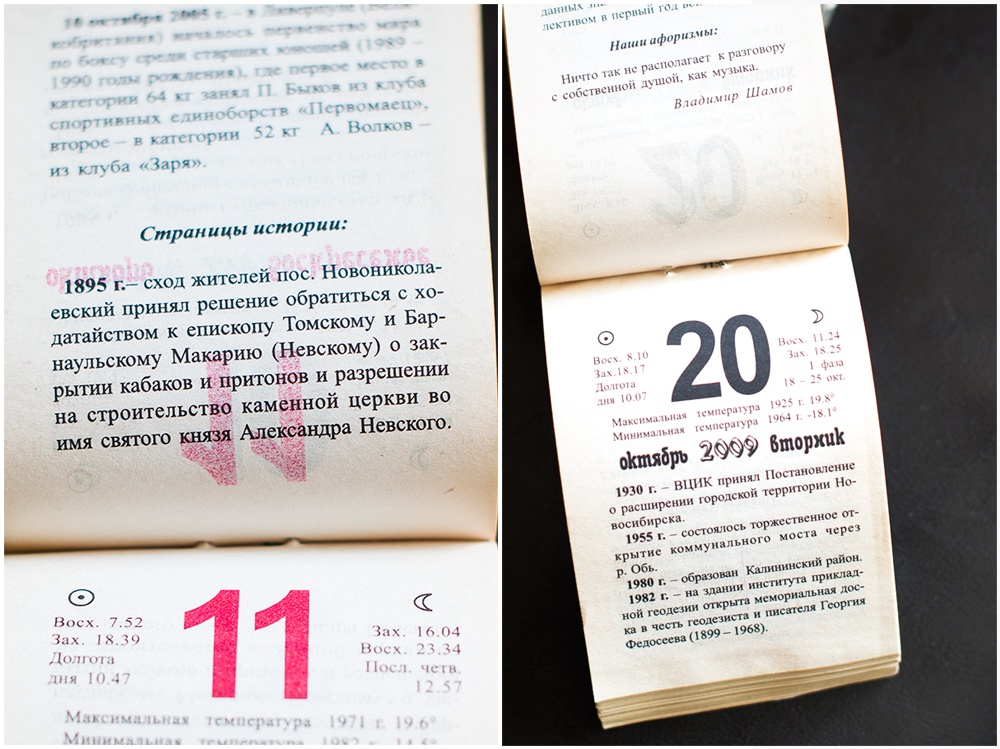 10 октября 2005 г. – в Ливерпуле (Вели-
кобритания) началось первенство мира
по боксу среди старших юношей (1989 –
1990 годы рождения), где первое место в
категории 64 кг занял П. Быков из клуба
спортивных единоборств «Первомаец»,
второе – в категории 52 кг А. Волков –
из клуба «Заря».
Страницы истории:
1895 г.– сход жителей пос. Новоникола-
евский принял решение обратиться с хо-
датайством к епископу Томскому и Бар-
наульскому Макарию (Невскому) о зак-
рытии кабаков и притонов и разрешении
на строительство каменной церкви во
имя святого князя Александра Невского.
11
Восх. 7.52
Зах. 18.39
Долгота
дня 10.47
Зах. 16.04
Восх. 23.34
Посл. четв.
12.57
Максимальная температура 1971 г. 19.6°
Минимальная температура 1982 г.
данных
лективом в первый год
Наши афоризмы:
Ничто так не располагает к разговору
с собственной душой, как музыка.
Владимир Шамов
20
Восх. 8.10
Зах.18.17
Долгота
дня 10.07
Восх. 11.24
Зах. 18.25
1 фаза
18 – 25 окт.
Максимальная температура 1925 г. 19.8°
Минимальная температура 1964 г. -18.1°
октябрь 2009 вторник
1930 г. – ВЦИК принял Постановление
о расширении городской территории Но-
восибирска.
1955 г. – состоялось торжественное от-
крытие коммунального моста через
р. Обь.
1980 г. – образован Калининский район.
1982 г. – на здании института приклад-
ной геодезии открыта мемориальная дос-
ка в честь геодезиста и писателя Георгия
Федосеева (1899 – 1968).